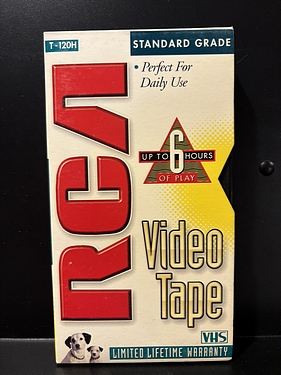 T-120H
STANDARD GRADE
• Perfect For
Daily Use
RCA
UP TO 6 HOURS
OF PLAY
Video
Tape
VHS
LIMITED LIFETIME WARRANTY